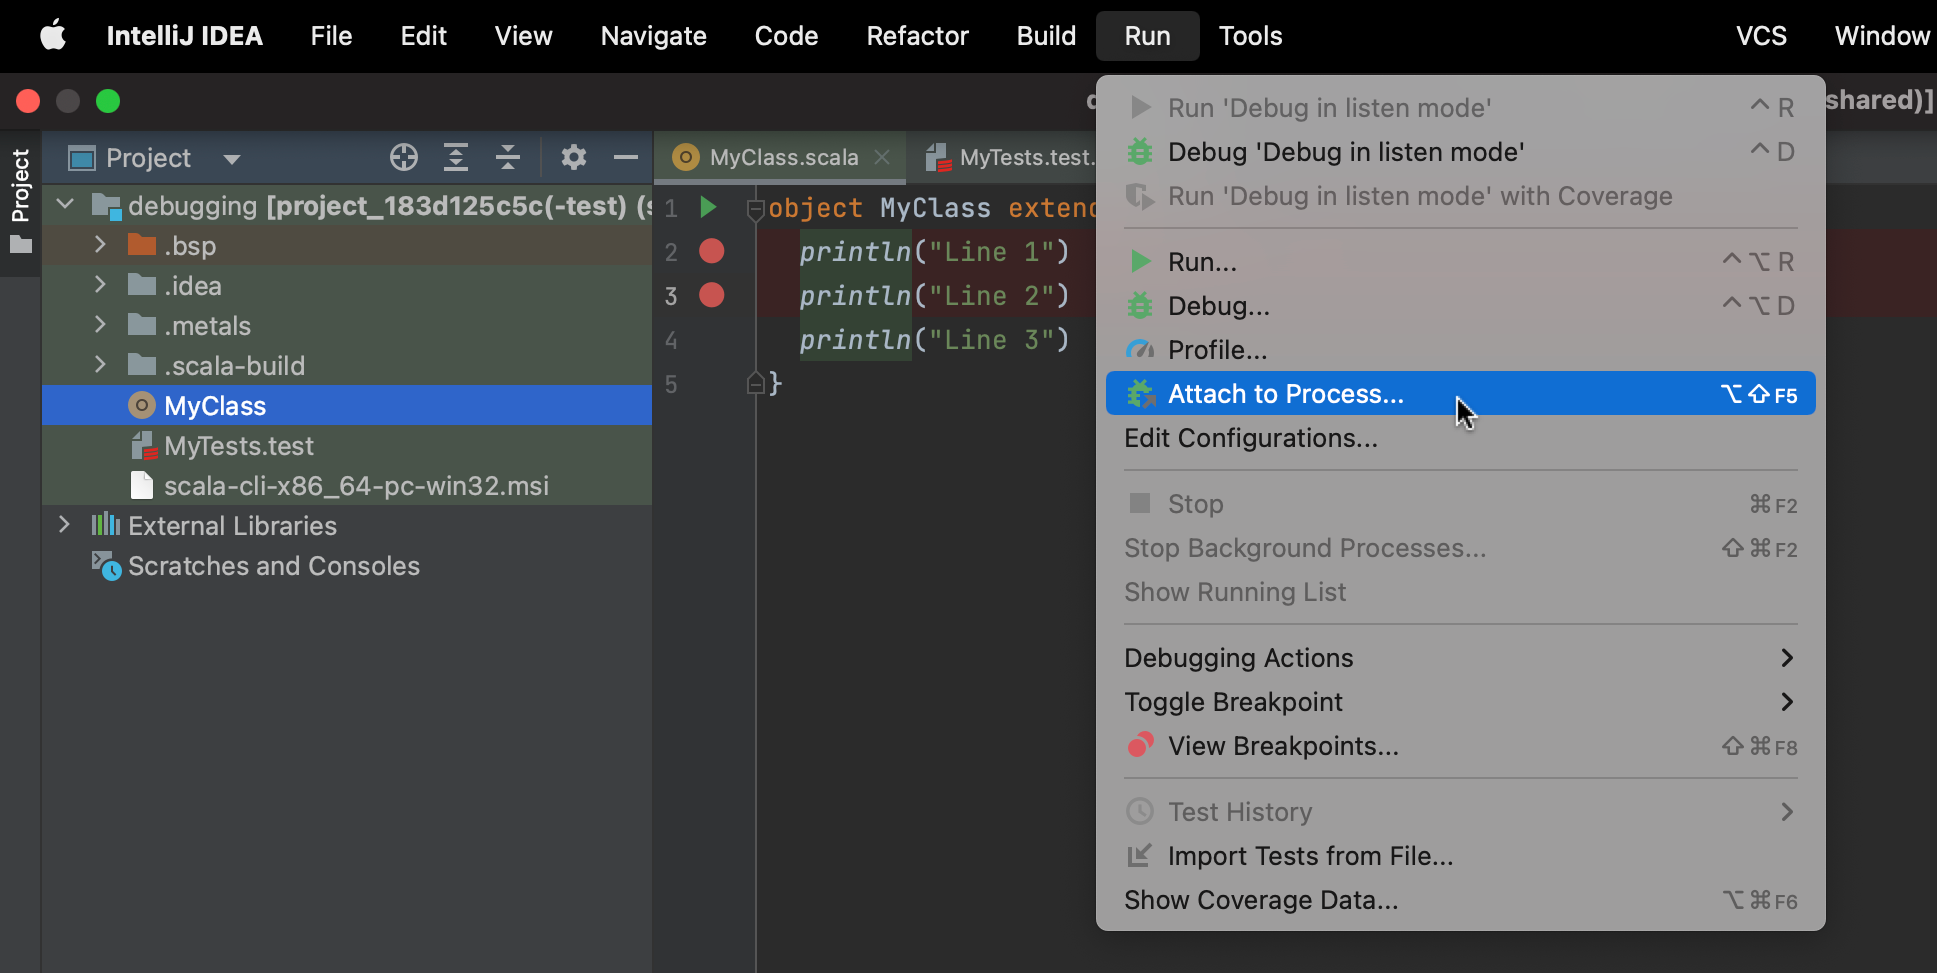 IntelliJ IDEA File Edit View Navigate Code Refactor Build Run Tools VCS Window
shared)]
Project
Project
MyClass.scala
MyTests.test.
debugging [project_183d125c5c(-test) (s
.bsp
.idea
.metals
.scala-build
MyClass
MyTests.test
scala-cli-x86_64-pc-win32.msi
External Libraries
Scratches and Consoles
1 object MyClass extend
2 println("Line 1")
3 println("Line 2")
4 println("Line 3")
5 }
Run 'Debug in listen mode' ⌃ R
Debug 'Debug in listen mode' ⌃ D
Run 'Debug in listen mode' with Coverage
Run... ⌃⌥ R
Debug... ⌃⌥ D
Profile...
Attach to Process... ⌥⇧F5
Edit Configurations...
Stop ⌘F2
Stop Background Processes... ⇧⌘F2
Show Running List
Debugging Actions
Toggle Breakpoint
View Breakpoints... ⇧⌘F8
Test History
Import Tests from File...
Show Coverage Data... ⌥⌘F6